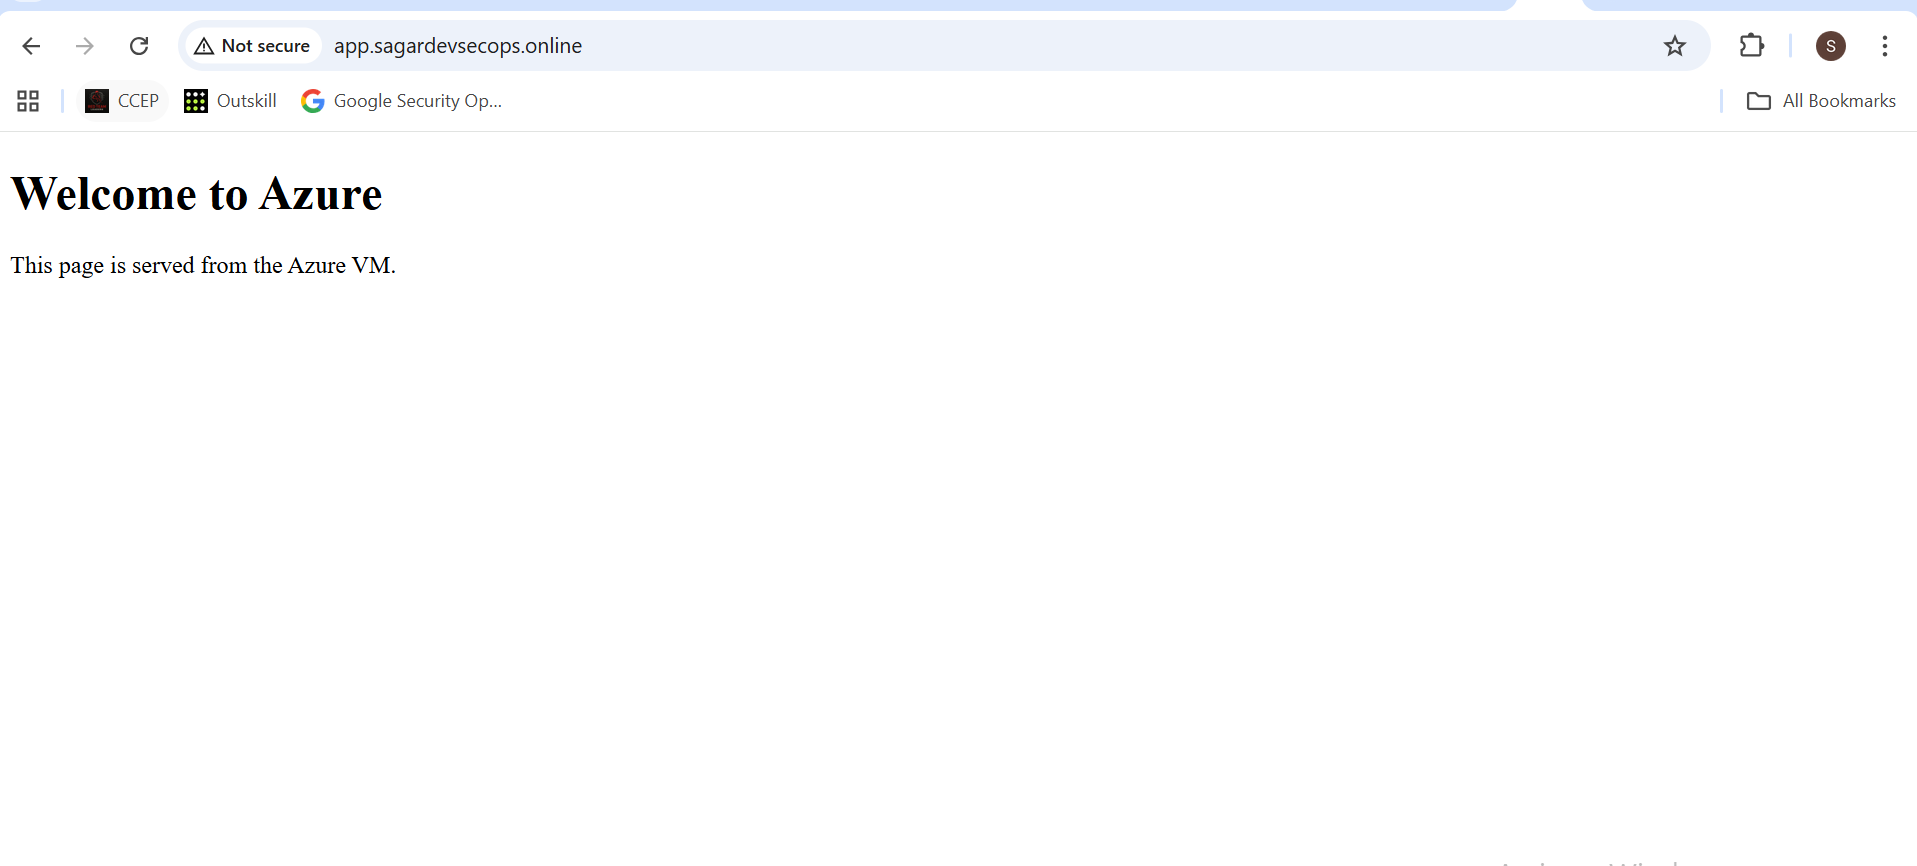 Not secure app.sagardevsecops.online S
CCEP Outskill Google Security Op... All Bookmarks
Welcome to Azure
This page is served from the Azure VM.